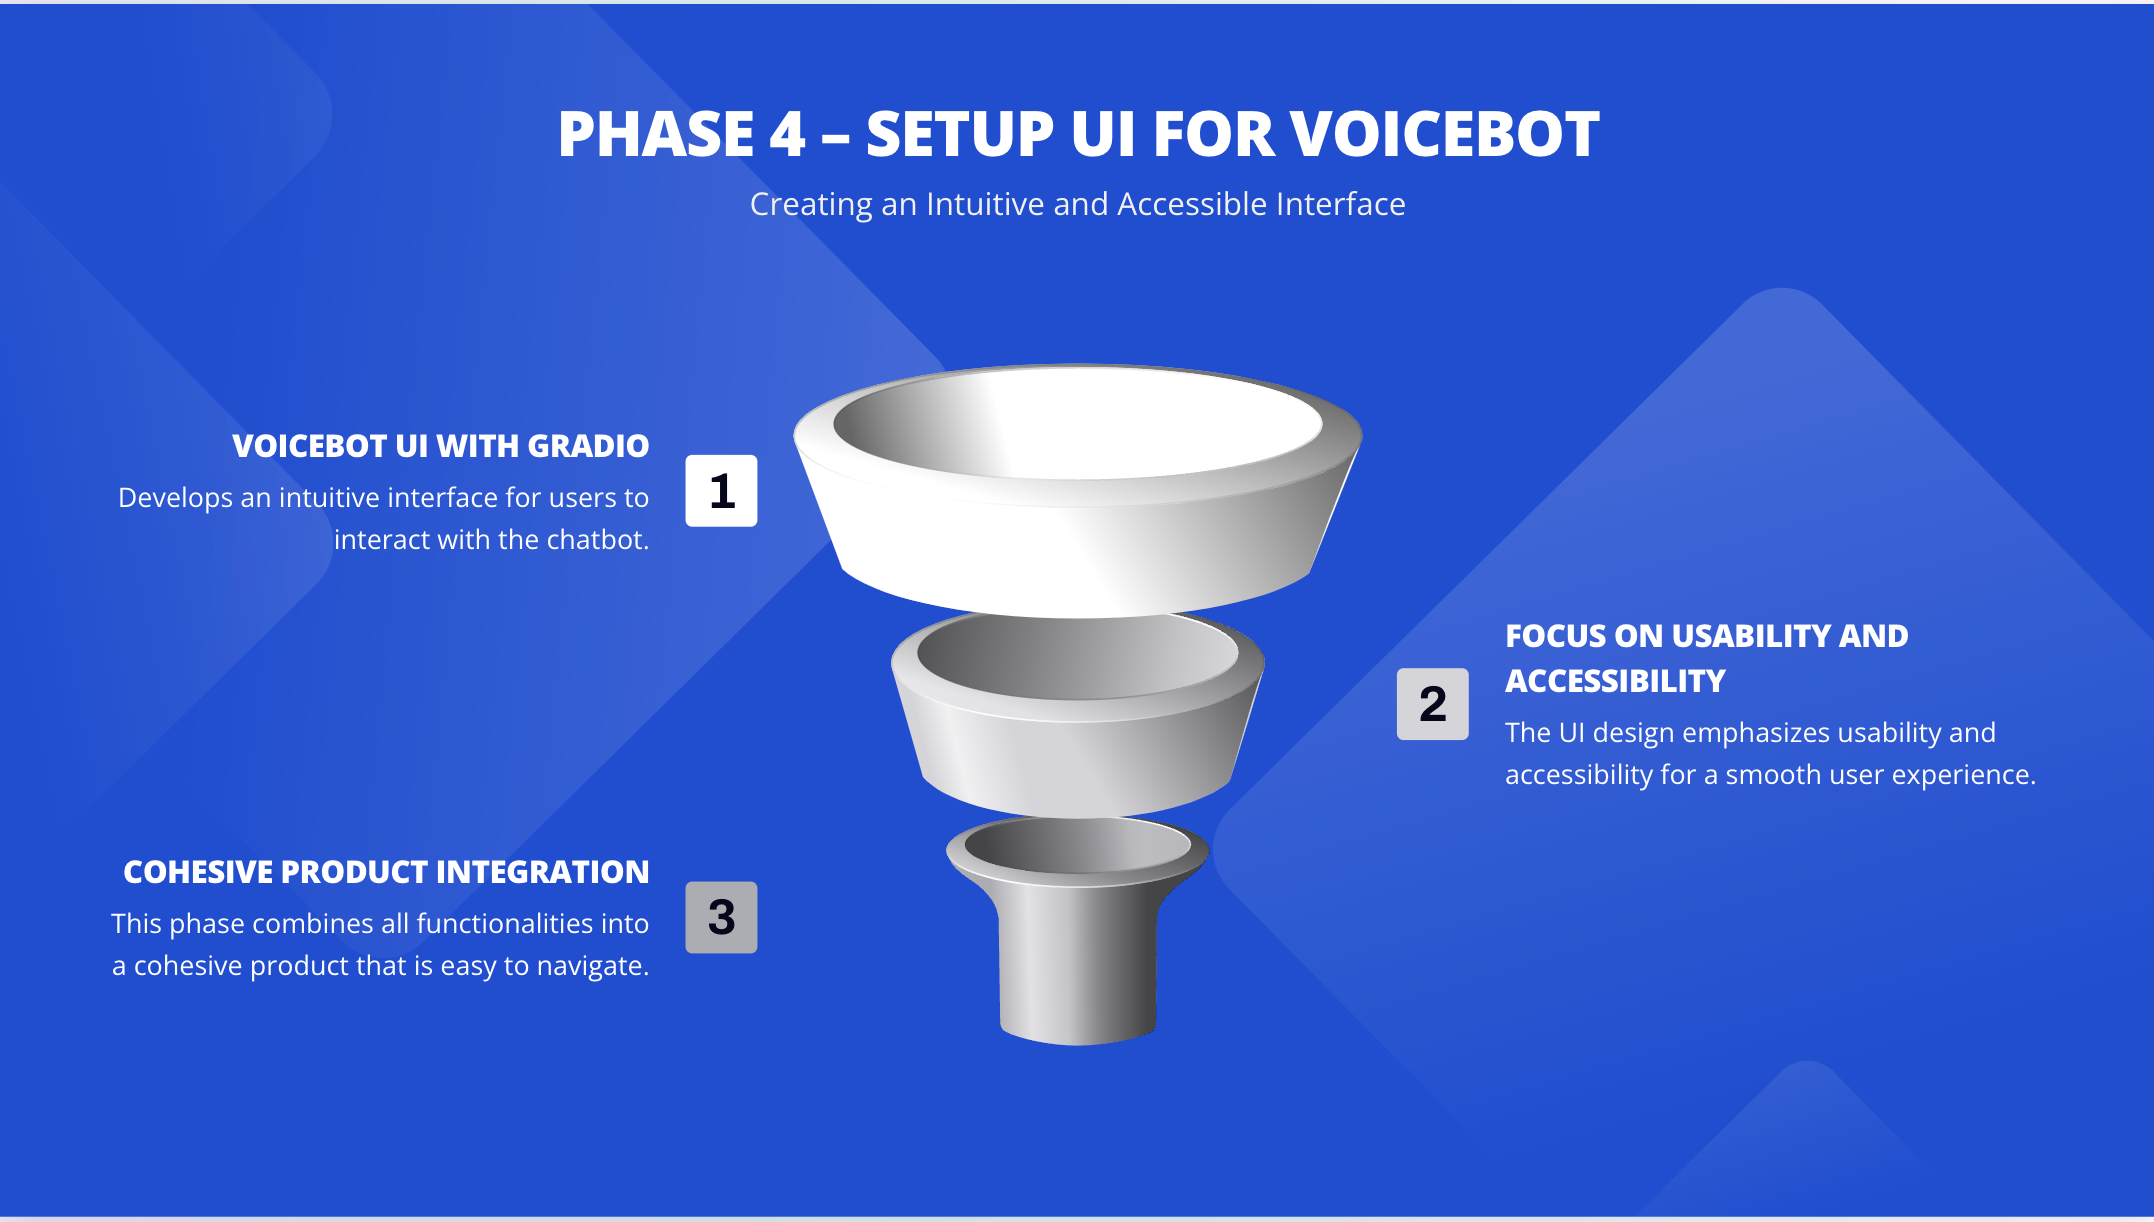 PHASE 4 – SETUP UI FOR VOICEBOT
Creating an Intuitive and Accessible Interface
VOICEBOT UI WITH GRADIO
Develops an intuitive interface for users to
interact with the chatbot.
1
2
FOCUS ON USABILITY AND
ACCESSIBILITY
The UI design emphasizes usability and
accessibility for a smooth user experience.
COHESIVE PRODUCT INTEGRATION
This phase combines all functionalities into
a cohesive product that is easy to navigate.
3